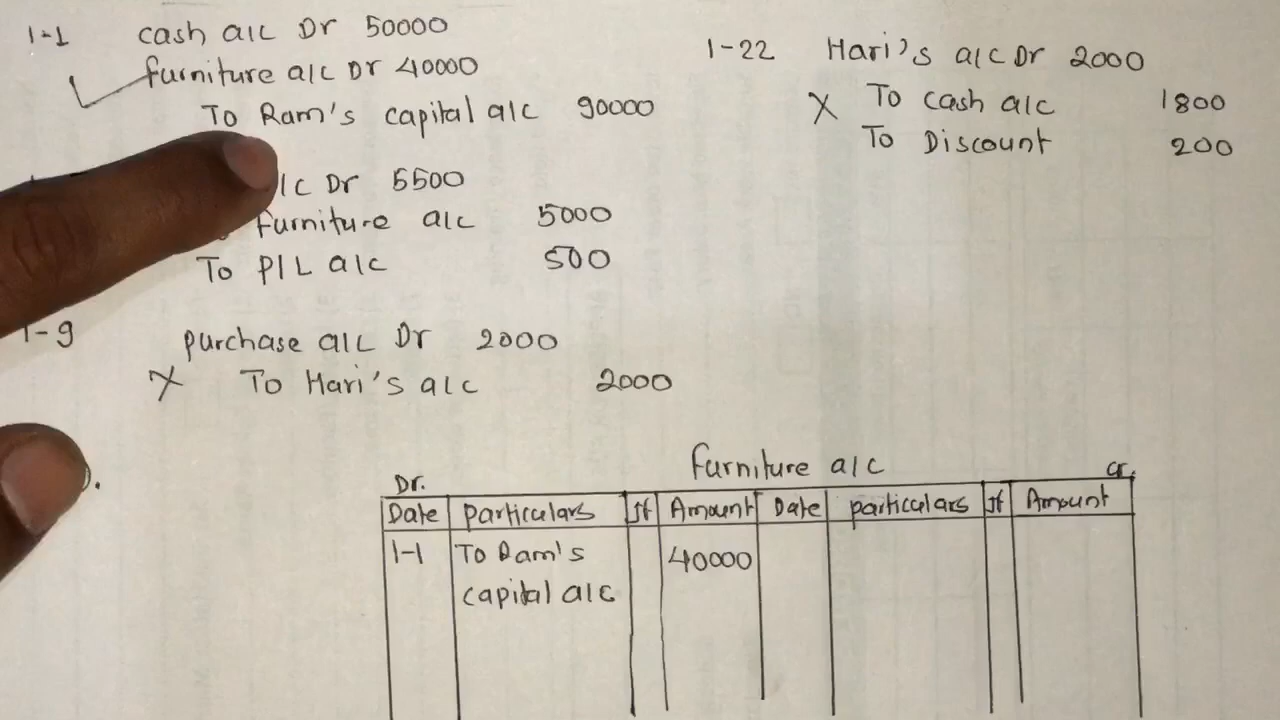 1-1 cash a/c Dr 50000
furniture a/c Dr 40000
To Ram's capital a/c 90000
a/c Dr 5500
furniture a/c 5000
To P/L a/c 500
1-9 purchase a/c Dr 2000
X To Hari's a/c 2000
1-22 Hari's a/c Dr 2000
X To cash a/c 1800
To Discount 200
furniture a/c
Dr. cr.
Date particulars Jf Amount Date particulars Jf Amount
1-1 To Ram's 40000
capital a/c